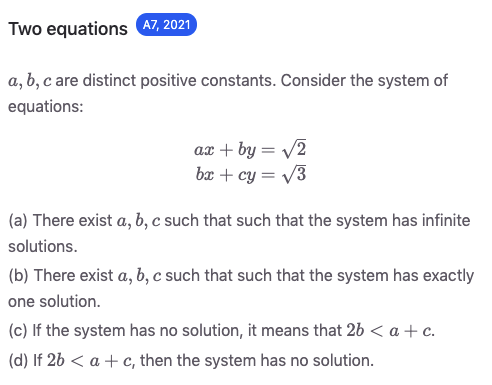 Two equations A7, 2021
a, b, c are distinct positive constants. Consider the system of
equations:
ax + by = √2
bx + cy = √3
(a) There exist a, b, c such that such that the system has infinite
solutions.
(b) There exist a, b, c such that such that the system has exactly
one solution.
(c) If the system has no solution, it means that 2b < a + c.
(d) If 2b < a + c, then the system has no solution.